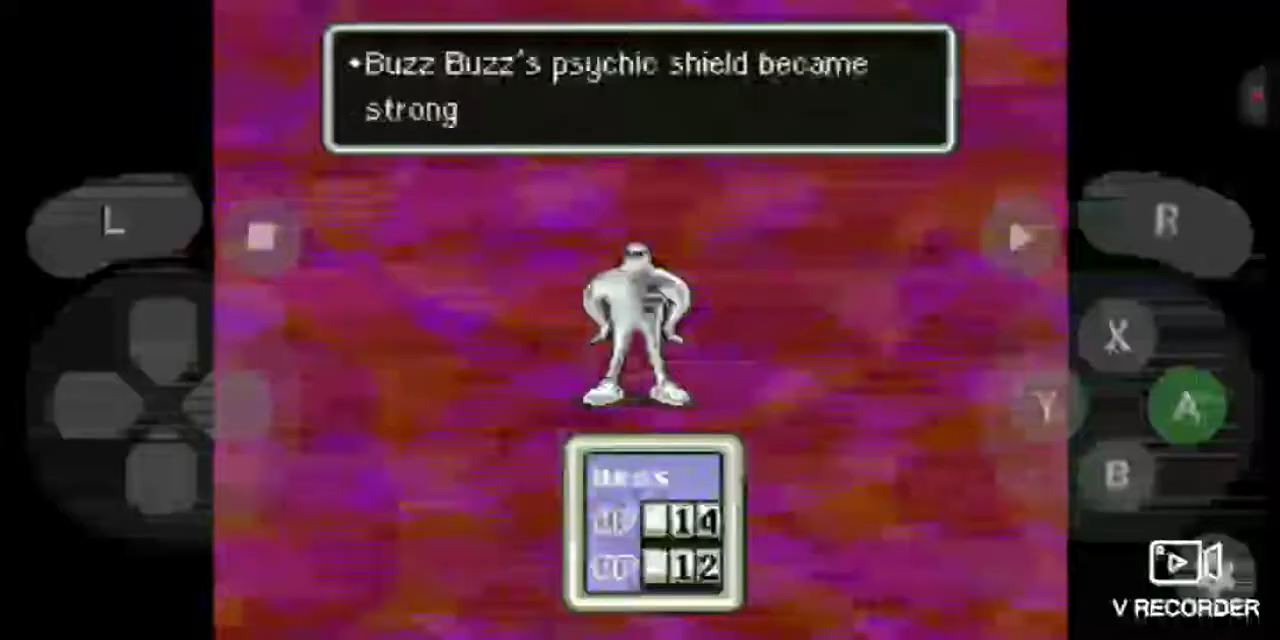 •Buzz Buzz's psychic shield became
strong
L
R
X
Y
A
B
14
12
V RECORDER